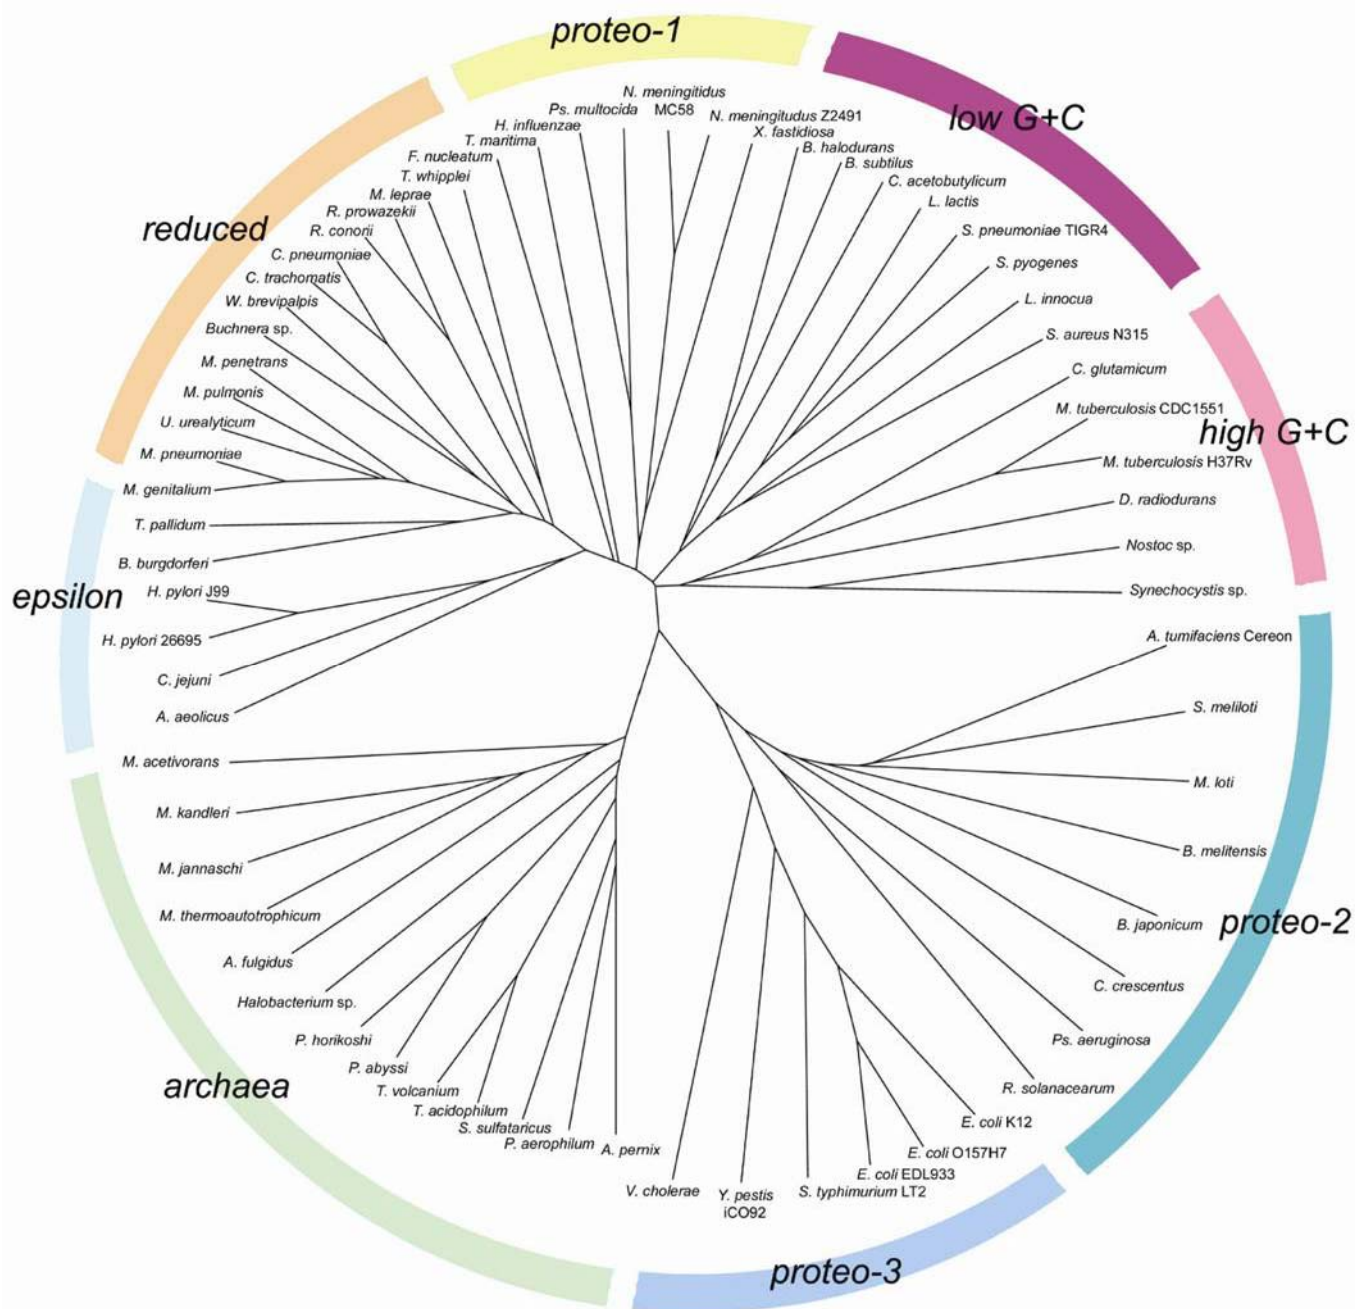 proteo-1
low G+C
high G+C
proteo-2
proteo-3
archaea
epsilon
reduced
N. meningitidus
MC58
N. meningitudus Z2491
X. fastidiosa
B. halodurans
B. subtilus
C. acetobutylicum
L. lactis
S. pneumoniae TIGR4
S. pyogenes
L. innocua
S. aureus N315
C. glutamicum
M. tuberculosis CDC1551
M. tuberculosis H37Rv
D. radiodurans
Nostoc sp.
Synechocystis sp.
A. tumifaciens Cereon
S. meliloti
M. loti
B. melitensis
B. japonicum
C. crescentus
Ps. aeruginosa
R. solanacearum
E. coli K12
E. coli O157H7
E. coli EDL933
S. typhimurium LT2
Y. pestis
iCO92
V. cholerae
A. pernix
P. aerophilum
S. sulfataricus
T. acidophilum
T. volcanium
P. abyssi
P. horikoshi
Halobacterium sp.
A. fulgidus
M. thermoautotrophicum
M. jannaschi
M. kandleri
M. acetivorans
A. aeolicus
C. jejuni
H. pylori 26695
H. pylori J99
B. burgdorferi
T. pallidum
M. genitalium
M. pneumoniae
U. urealyticum
M. pulmonis
M. penetrans
Buchnera sp.
W. brevipalpis
C. trachomatis
C. pneumoniae
R. conorii
R. prowazekii
M. leprae
T. whipplei
F. nucleatum
T. maritima
H. influenzae
Ps. multocida